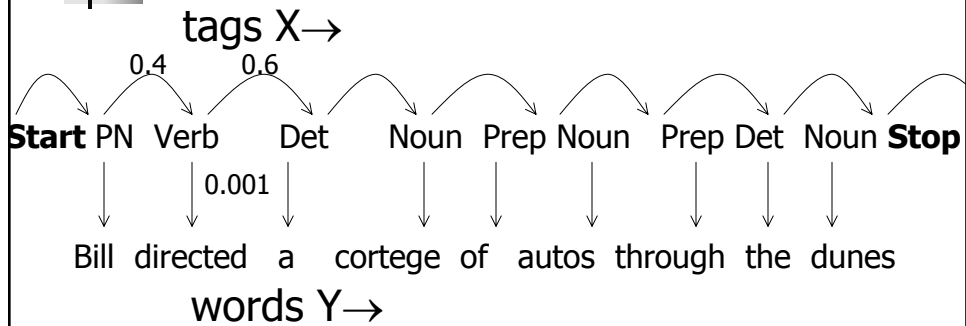 tags X→
0.4 0.6
Start PN Verb Det Noun Prep Noun Prep Det Noun Stop
0.001
Bill directed a cortege of autos through the dunes
words Y→